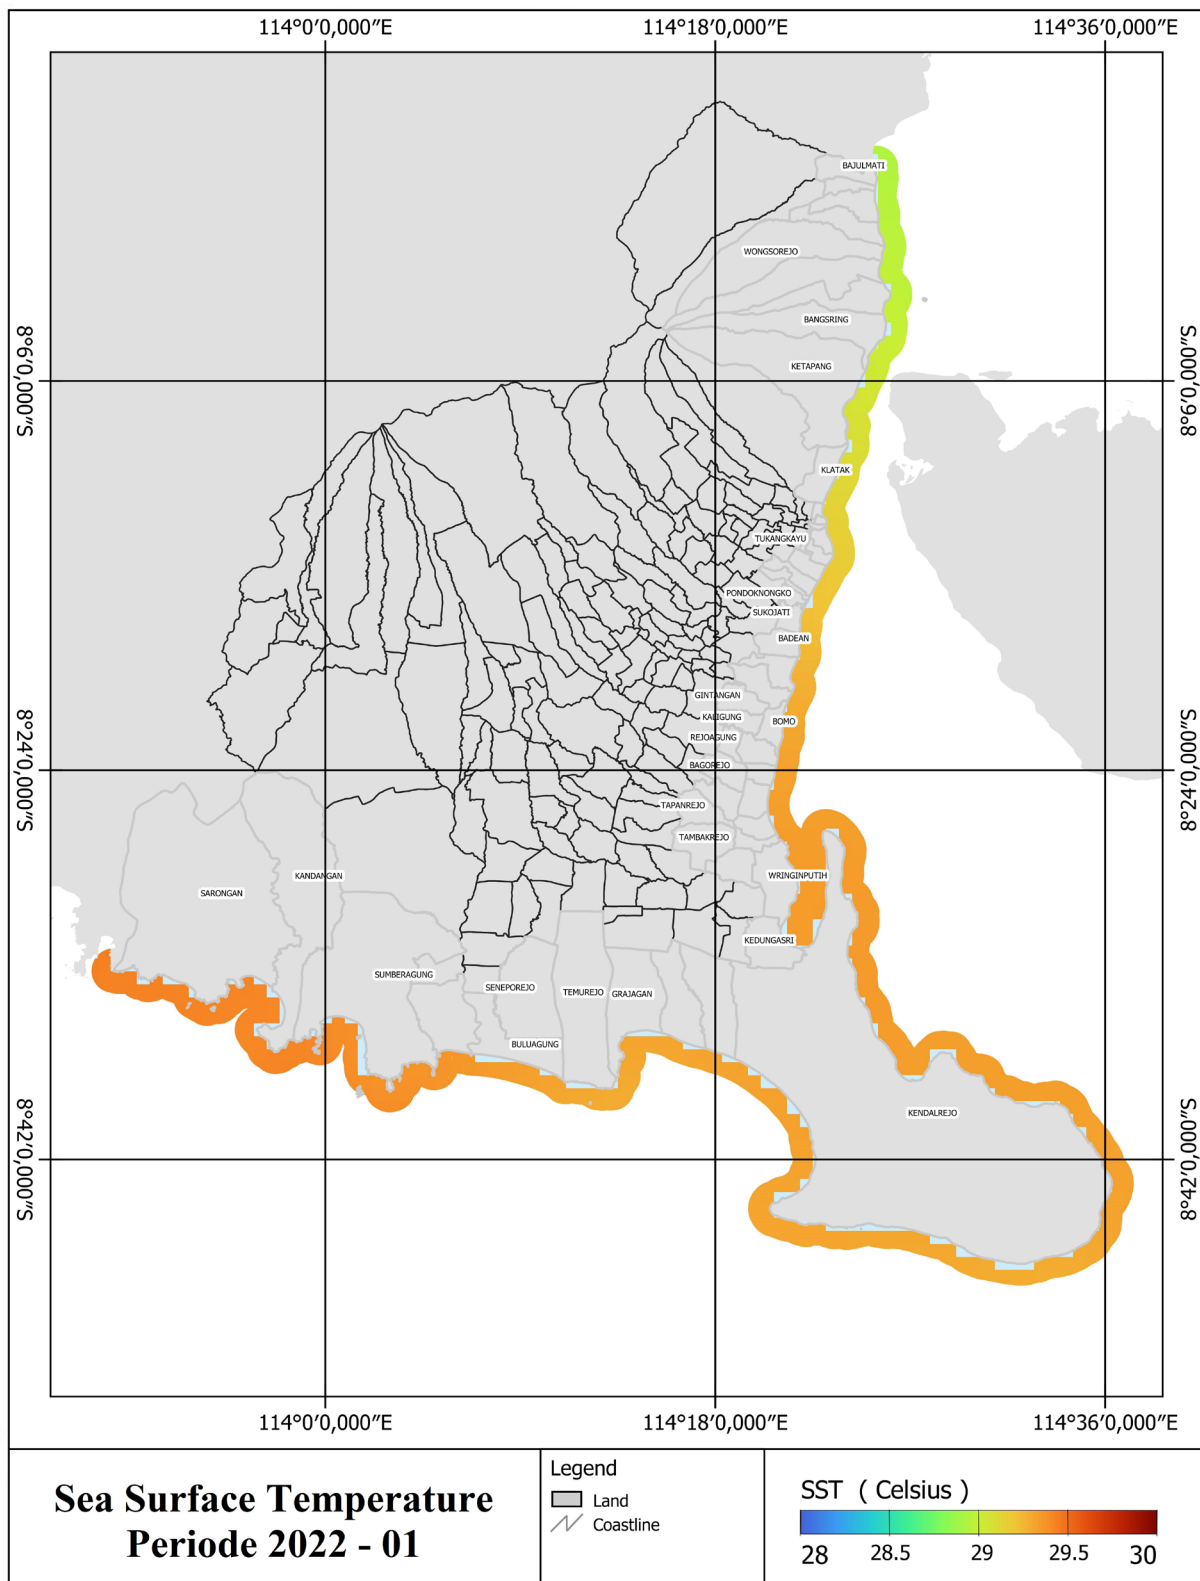 114°0′0,000″E 114°18′0,000″E 114°36′0,000″E
BAJULMATI
WONGSOREJO
BANGSRING
8°6′0,000″S
8°6′0,000″S
KETAPANG
KLATAK
TUKANGKAYU
PONDOKNONGKO
SUKOJATI
BADEAN
GINTANGAN
KALIGUNG
BOMO
REJOAGUNG
8°24′0,000″S
8°24′0,000″S
BAGOREJO
TAPANREJO
TAMBAKREJO
KANDANGAN
WRINGINPUTIH
SARONGAN
KEDUNGASRI
SUMBERAGUNG
SENEPOREJO
TEMUREJO
GRAJAGAN
BULUAGUNG
KENDALREJO
8°42′0,000″S
8°42′0,000″S
114°0′0,000″E 114°18′0,000″E 114°36′0,000″E
Sea Surface Temperature
Periode 2022 - 01
Legend
Land
Coastline
SST ( Celsius )
28 28.5 29 29.5 30